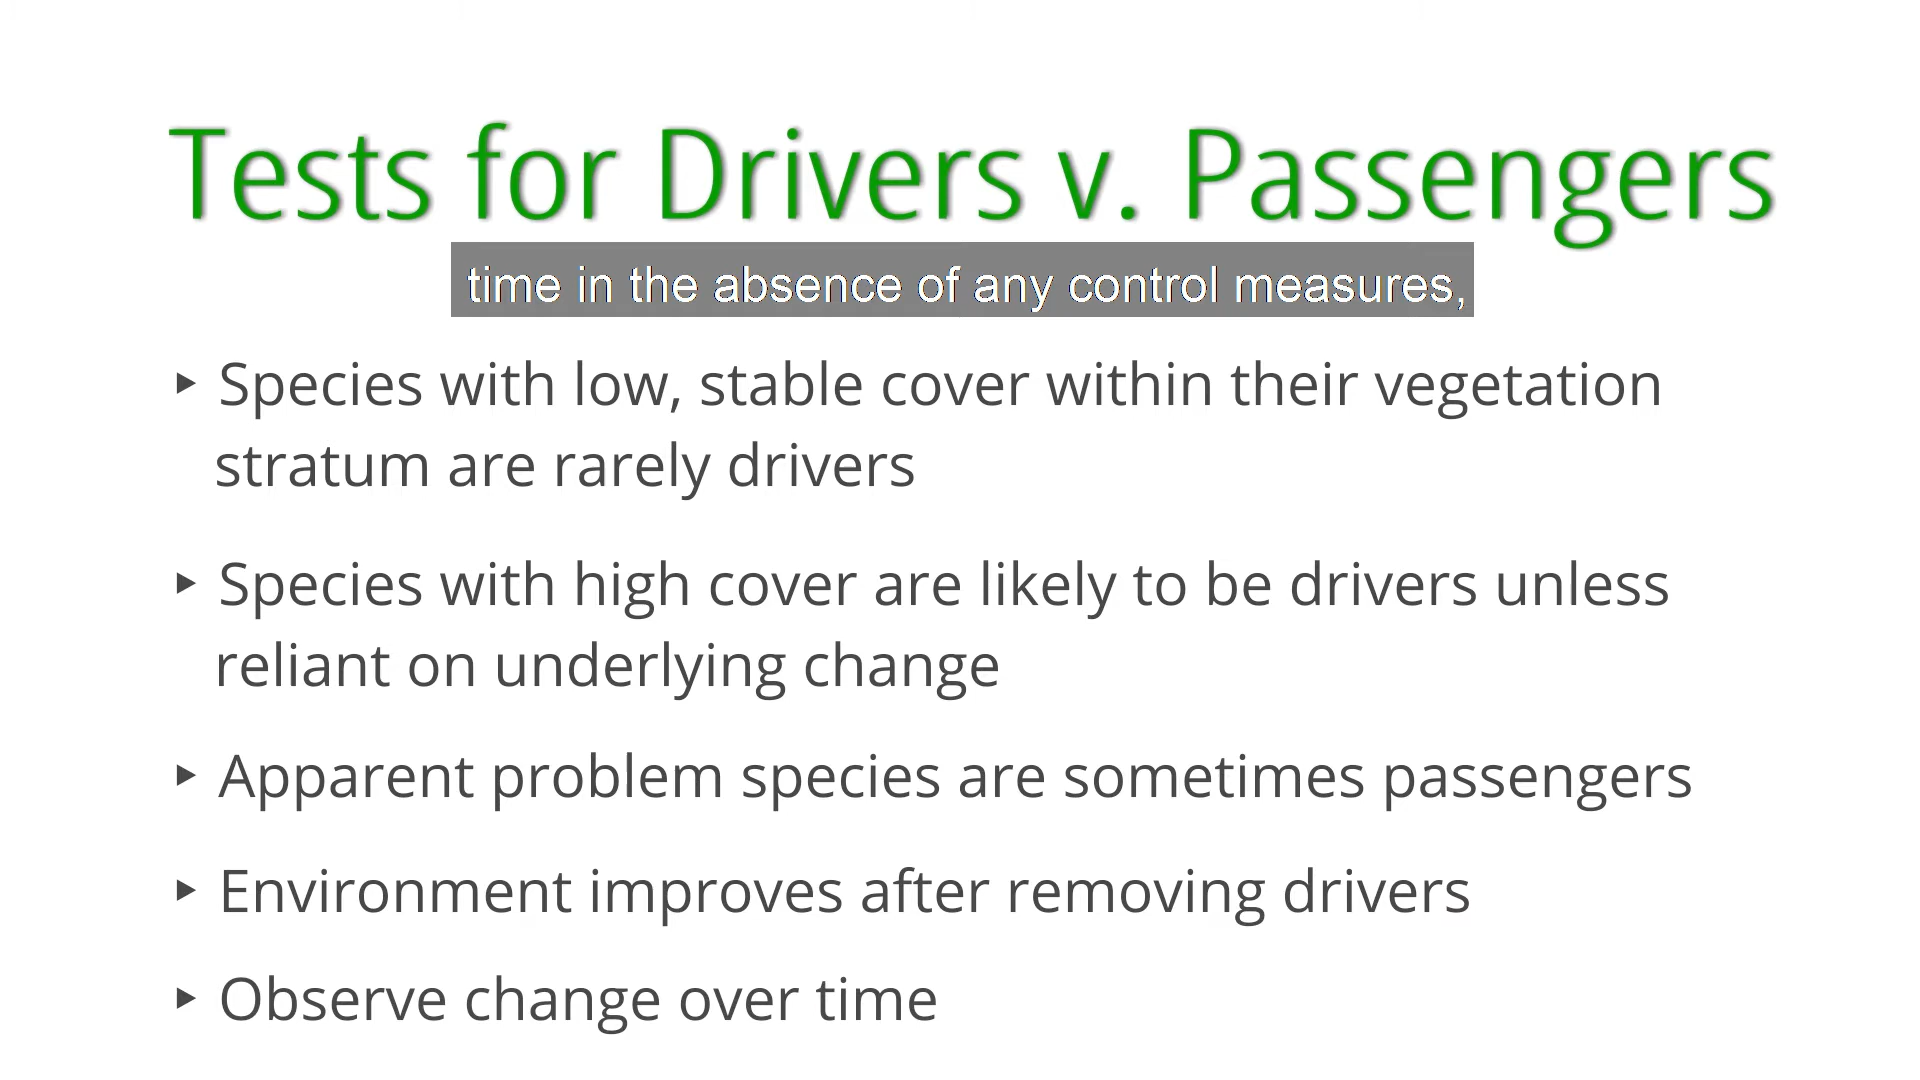 Tests for Drivers v. Passengers
time in the absence of any control measures,
‣ Species with low, stable cover within their vegetation
stratum are rarely drivers
‣ Species with high cover are likely to be drivers unless
reliant on underlying change
‣ Apparent problem species are sometimes passengers
‣ Environment improves after removing drivers
‣ Observe change over time